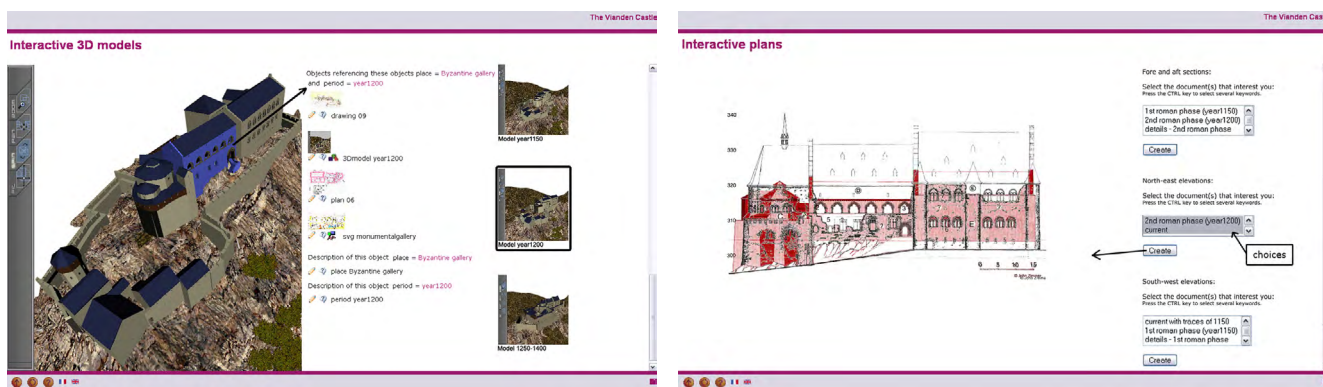 The Vianden Castle
Interactive 3D models
Objects referencing these objects place = Byzantine gallery
and period = year1200
drawing 09
3Dmodel year1200
plan 06
svg monumentalgallery
Description of this object place = Byzantine gallery
place Byzantine gallery
Description of this object period = year1200
period year1200
Model year1150
Model year1200
Model 1250-1400
The Vianden Cas
Interactive plans
340
330
320
310
300
0 5 10 15
Fore and aft sections:
Select the document(s) that interest you:
Press the CTRL key to select several keywords.
1st roman phase (year1150)
2nd roman phase (year1200)
details - 2nd roman phase
Create
North-east elevations:
Select the document(s) that interest you:
Press the CTRL key to select several keywords.
2nd roman phase (year1200)
current
Create
choices
South-west elevations:
Select the document(s) that interest you:
Press the CTRL key to select several keywords.
current with traces of 1150
1st roman phase (year1150)
details - 1st roman phase
Create